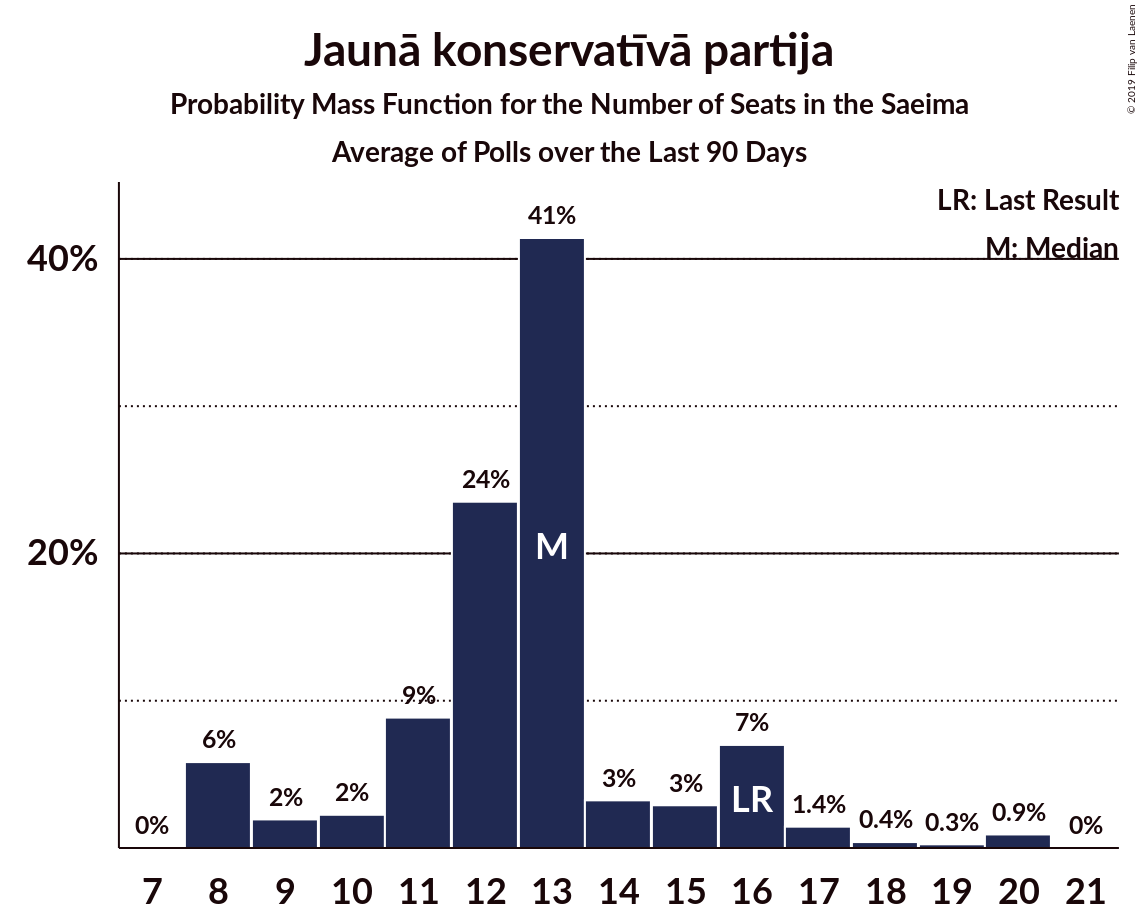 Jaunā konservatīvā partija
Probability Mass Function for the Number of Seats in the Saeima
Average of Polls over the Last 90 Days
© 2019 Filip van Laenen
LR: Last Result
M: Median
40%
20%
0%
6%
2%
2%
9%
24%
41%
3%
3%
7%
1.4%
0.4%
0.3%
0.9%
0%
M
LR
7 8 9 10 11 12 13 14 15 16 17 18 19 20 21